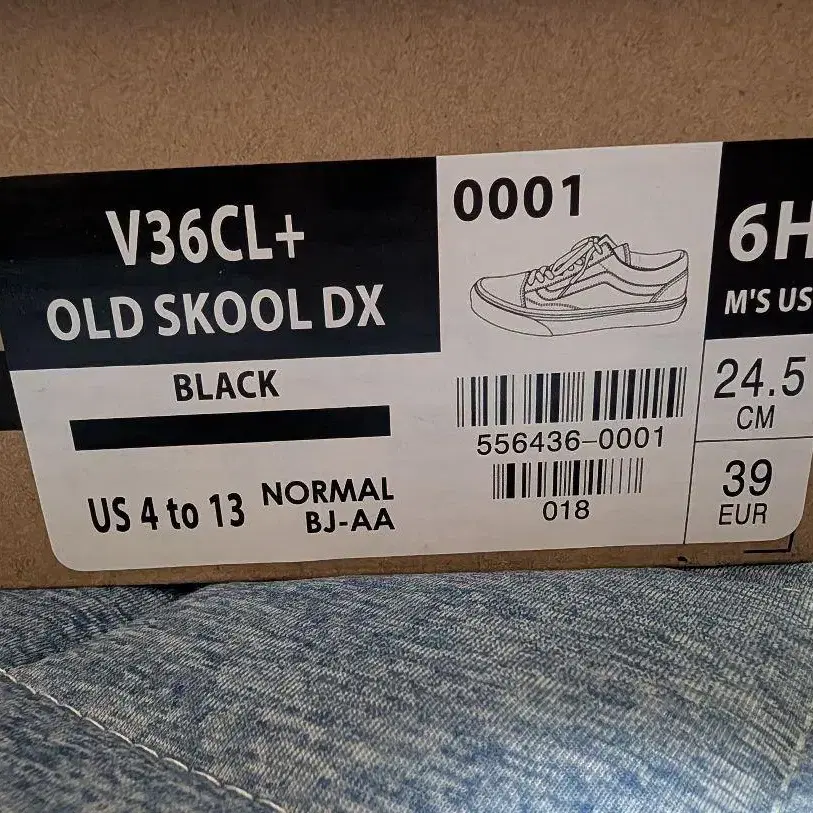 V36CL+
OLD SKOOL DX
BLACK
US 4 to 13
NORMAL
BJ-AA
0001
556436-0001
018
6H
M'S US
24.5
CM
39
EUR